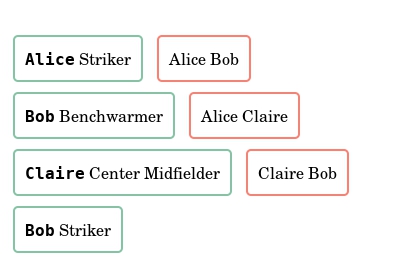 Alice Striker Alice Bob
Bob Benchwarmer Alice Claire
Claire Center Midfielder Claire Bob
Bob Striker